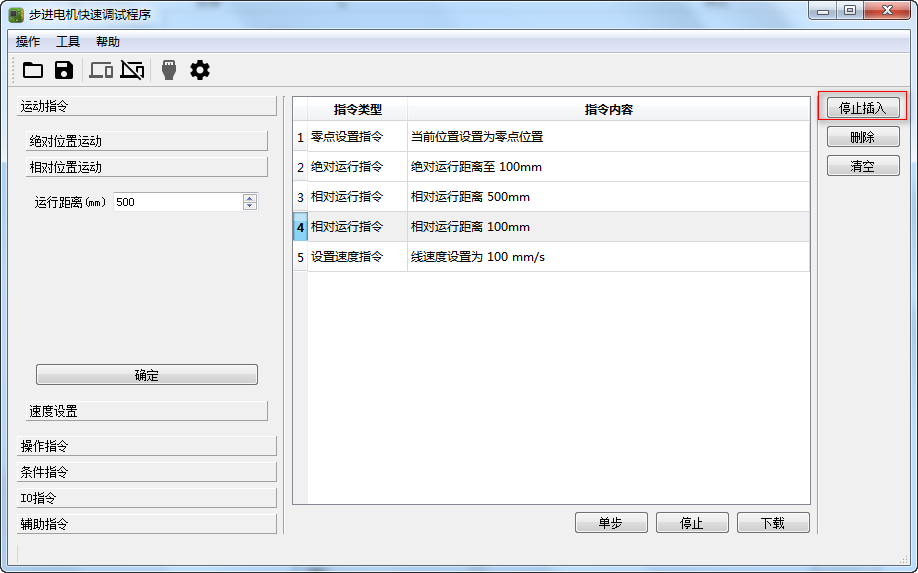 步进电机快速调试程序
操作 工具 帮助
运动指令
绝对位置运动
相对位置运动
运行距离(mm) 500
确定
速度设置
操作指令
条件指令
IO指令
辅助指令
指令类型 指令内容
1 零点设置指令 当前位置设置为零点位置
2 绝对运行指令 绝对运行距离至 100mm
3 相对运行指令 相对运行距离 500mm
4 相对运行指令 相对运行距离 100mm
5 设置速度指令 线速度设置为 100 mm/s
单步 停止 下载
停止插入
删除
清空